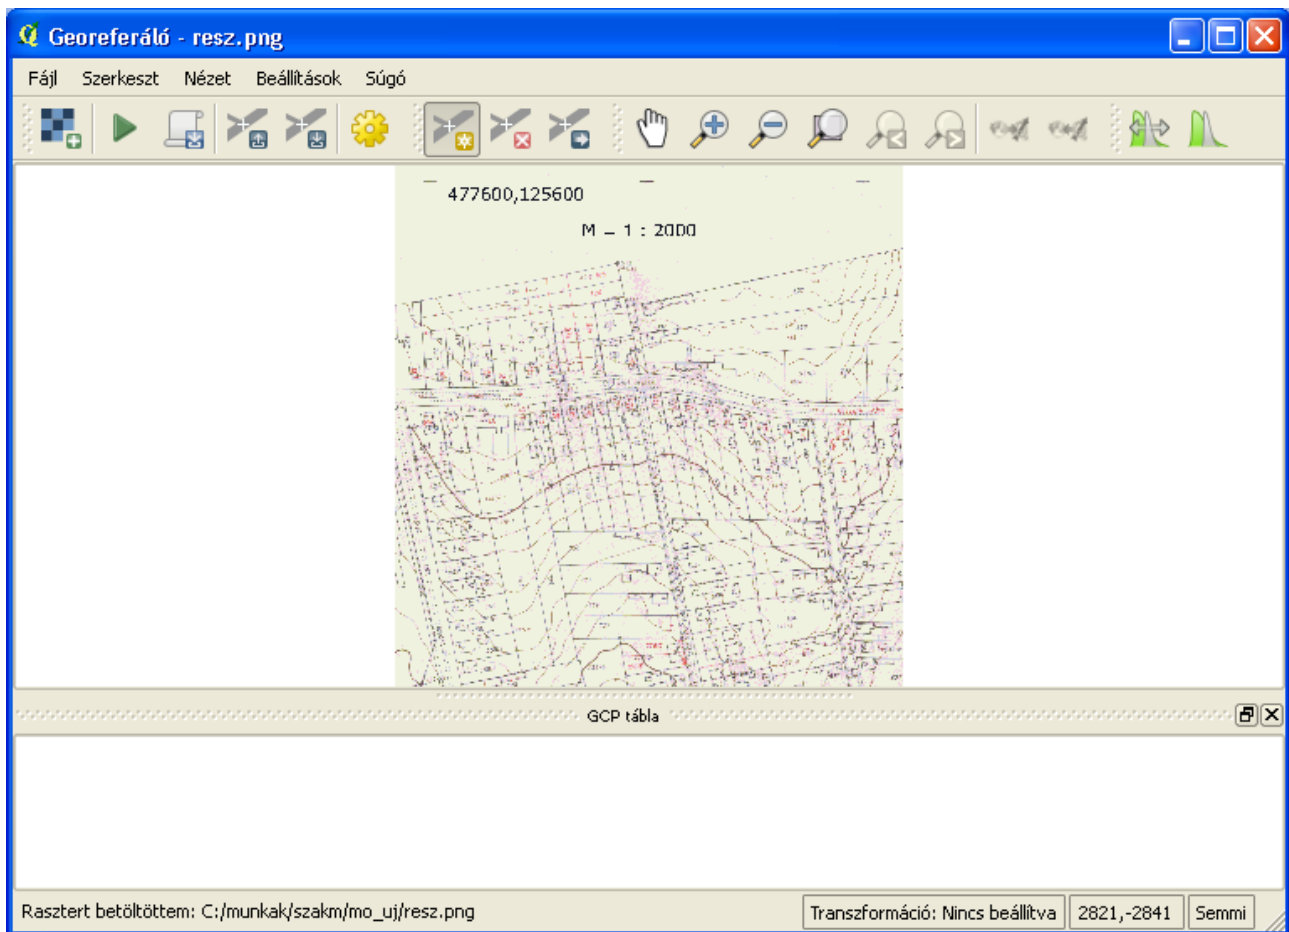 Georeferáló - resz.png
Fájl Szerkeszt Nézet Beállítások Súgó
477600,125600
M - 1 : 2000
GCP tábla
Rasztert betöltöttem: C:/munkak/szakm/mo_uj/resz.png Transzformáció: Nincs beállítva 2821,-2841 Semmi